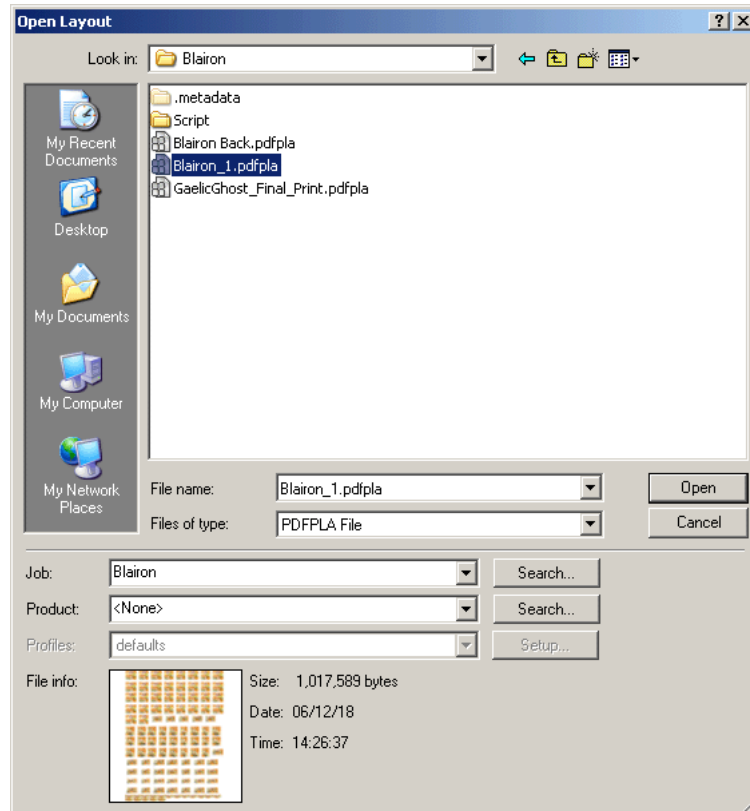 Open Layout
Look in: Blairon
My Recent Documents
Desktop
My Documents
My Computer
My Network Places
.metadata
Script
Blairon Back.pdfpla
Blairon_1.pdfpla
GaelicGhost_Final_Print.pdfpla
File name: Blairon_1.pdfpla Open
Files of type: PDFPLA File Cancel
Job: Blairon Search...
Product: <None> Search...
Profiles: defaults Setup...
File info: Size: 1,017,589 bytes
Date: 06/12/18
Time: 14:26:37